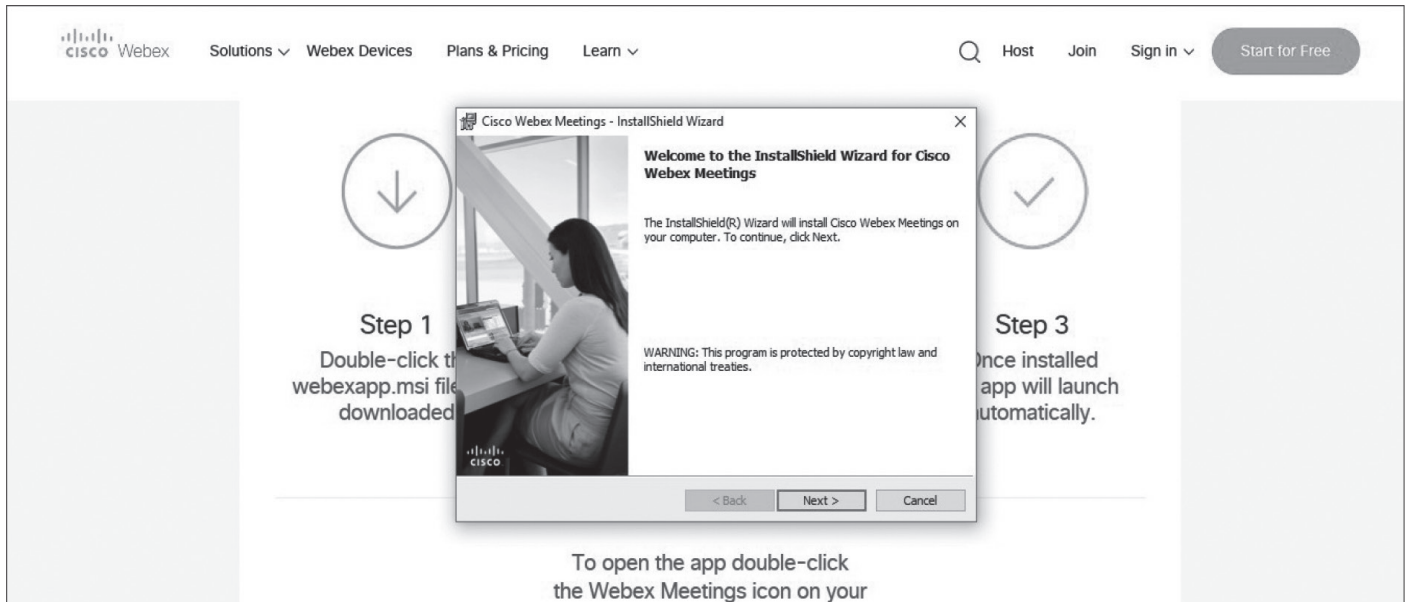 CISCO Webex Solutions Webex Devices Plans & Pricing Learn Host Join Sign in Start for Free
Cisco Webex Meetings - InstallShield Wizard
Welcome to the InstallShield Wizard for Cisco
Webex Meetings
The InstallShield(R) Wizard will install Cisco Webex Meetings on
your computer. To continue, click Next.
WARNING: This program is protected by copyright law and
international treaties.
CISCO
< Back Next > Cancel
Step 1
Double-click
webexapp.msi
downloaded
Step 3
installed
app will launch
To open the app double-click
the Webex Meetings icon on your